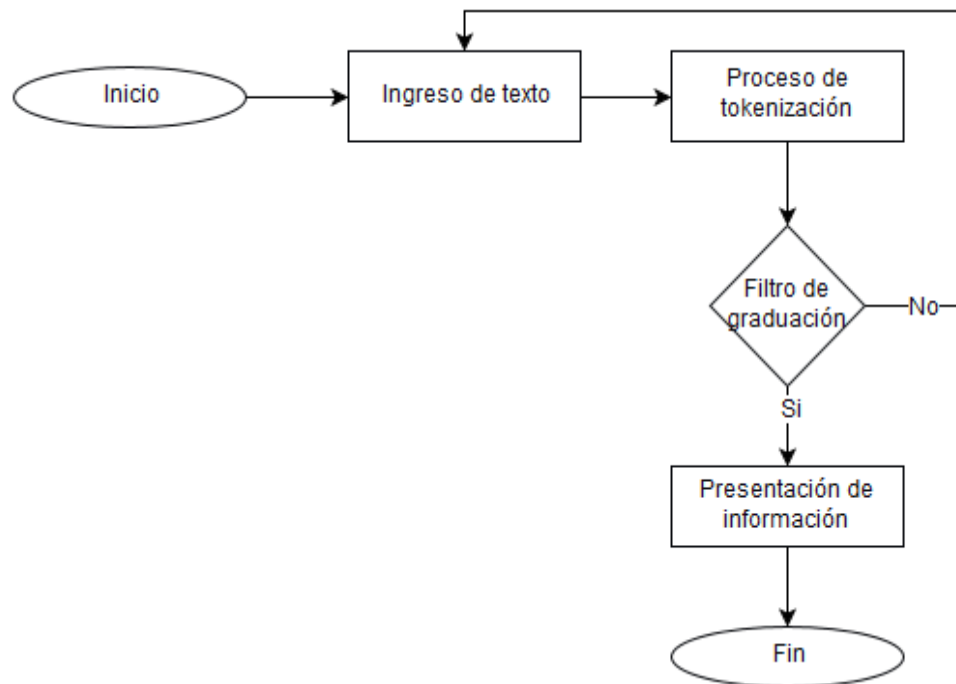 Inicio
Ingreso de texto
Proceso de
tokenización
Filtro de
graduación
No
Si
Presentación de
información
Fin